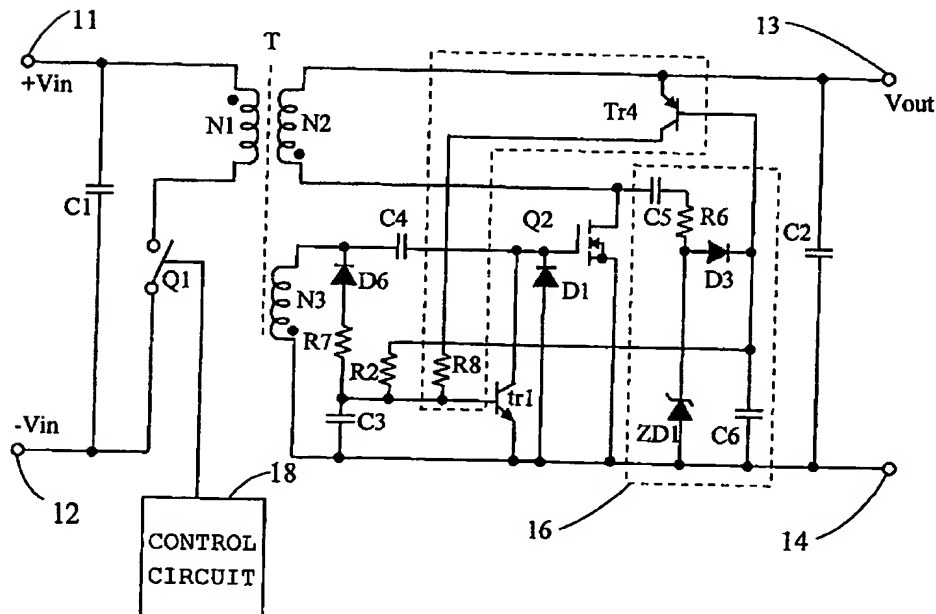 11
T
13
+Vin
Vout
N1
N2
Tr4
C1
C4
Q2
C5
R6
C2
Q1
D6
D1
D3
N3
R7
R2
R8
tr1
C3
ZD1
C6
-Vin
12
18
16
14
CONTROL
CIRCUIT